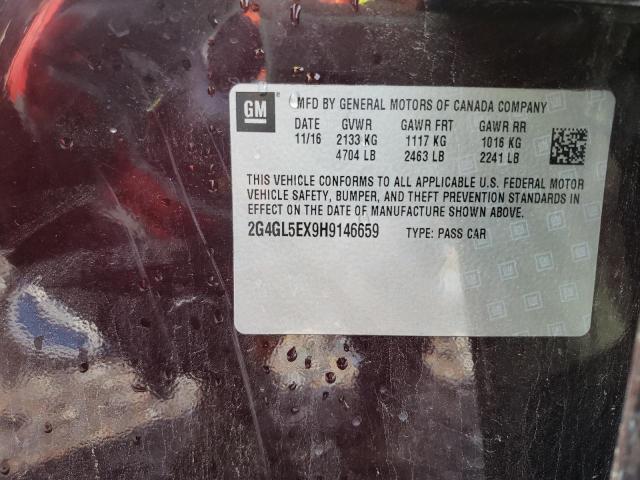 GM ® MFD BY GENERAL MOTORS OF CANADA COMPANY
DATE GVWR GAWR FRT GAWR RR
11/16 2133 KG 1117 KG 1016 KG
4704 LB 2463 LB 2241 LB
THIS VEHICLE CONFORMS TO ALL APPLICABLE U.S. FEDERAL MOTOR
VEHICLE SAFETY, BUMPER, AND THEFT PREVENTION STANDARDS IN
EFFECT ON THE DATE OF MANUFACTURE SHOWN ABOVE.
2G4GL5EX9H9146659 TYPE: PASS CAR